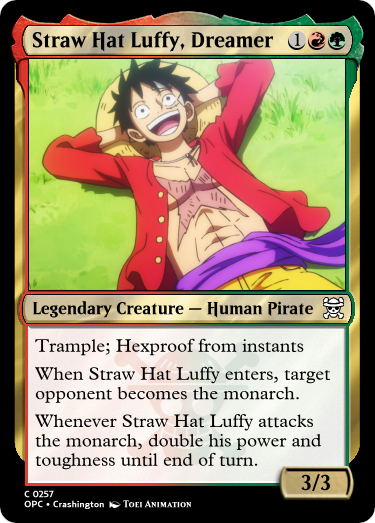 Straw Hat Luffy, Dreamer 1
Legendary Creature — Human Pirate
Trample; Hexproof from instants
When Straw Hat Luffy enters, target
opponent becomes the monarch.
Whenever Straw Hat Luffy attacks
the monarch, double his power and
toughness until end of turn.
3/3
C 0257
OPC • Crashington Toei Animation